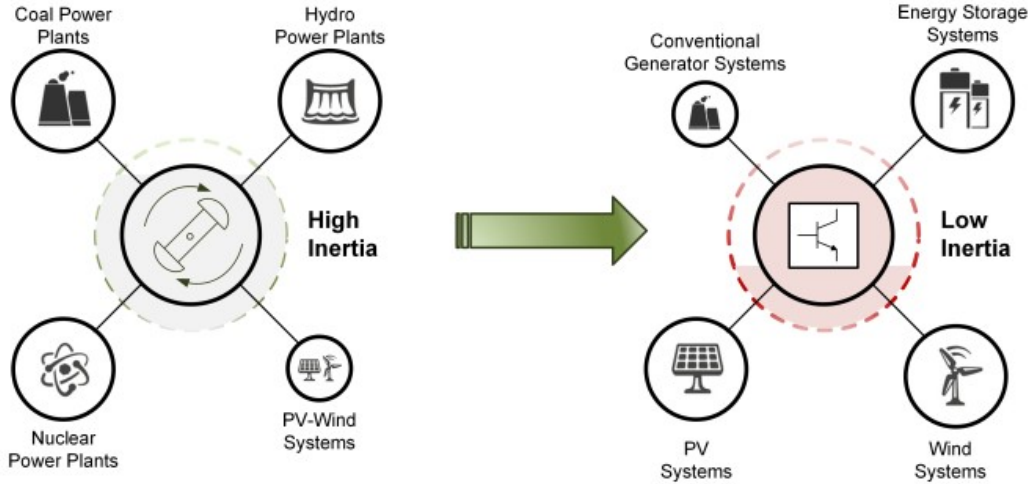 Coal Power
Plants
Hydro
Power Plants
High
Inertia
Nuclear
Power Plants
PV-Wind
Systems
Conventional
Generator Systems
Energy Storage
Systems
Low
Inertia
PV
Systems
Wind
Systems